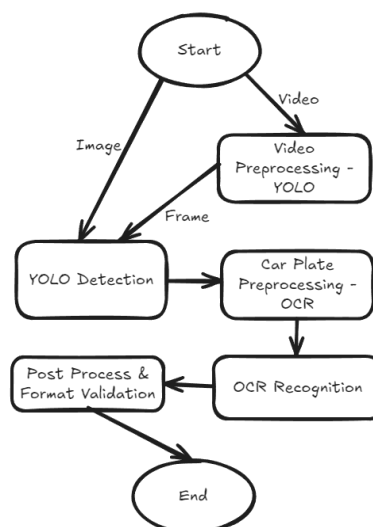 Start
Video
Image
Video
Preprocessing -
YOLO
Frame
YOLO Detection
Car Plate
Preprocessing -
OCR
Post Process &
Format Validation
OCR Recognition
End